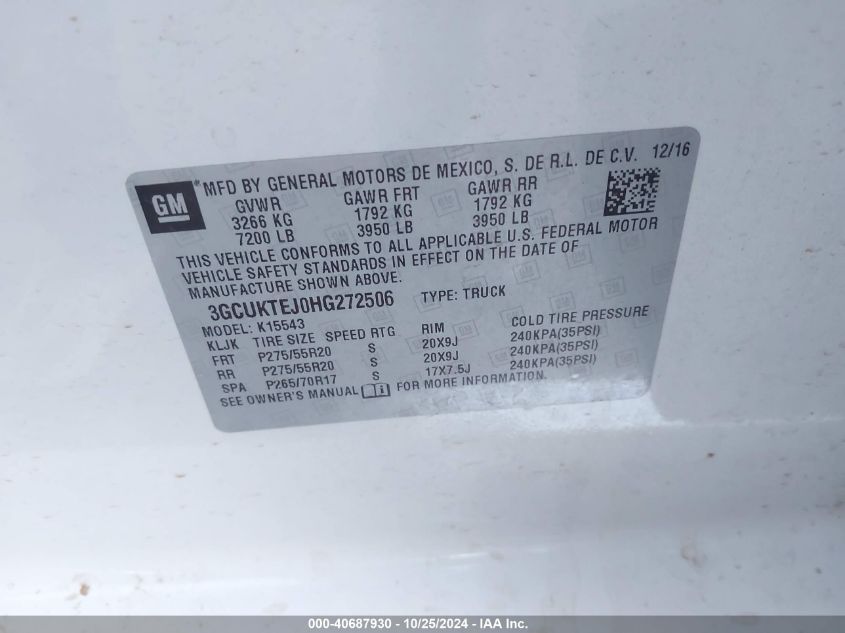 GM MFD BY GENERAL MOTORS DE MEXICO, S. DE R.L. DE C.V. 12/16
GVWR GAWR FRT GAWR RR
3266 KG 1792 KG 1792 KG
7200 LB 3950 LB 3950 LB
THIS VEHICLE CONFORMS TO ALL APPLICABLE U.S. FEDERAL MOTOR
VEHICLE SAFETY STANDARDS IN EFFECT ON THE DATE OF
MANUFACTURE SHOWN ABOVE.
3GCUKTEJ0HG272506 TYPE: TRUCK
MODEL: K15543
KLJK TIRE SIZE SPEED RTG RIM COLD TIRE PRESSURE
FRT P275/55R20 S 20X9J 240KPA(35PSI)
RR P275/55R20 S 20X9J 240KPA(35PSI)
SPA P265/70R17 S 17X7.5J 240KPA(35PSI)
SEE OWNER'S MANUAL i FOR MORE INFORMATION.
000-40687930 - 10/25/2024 - IAA Inc.